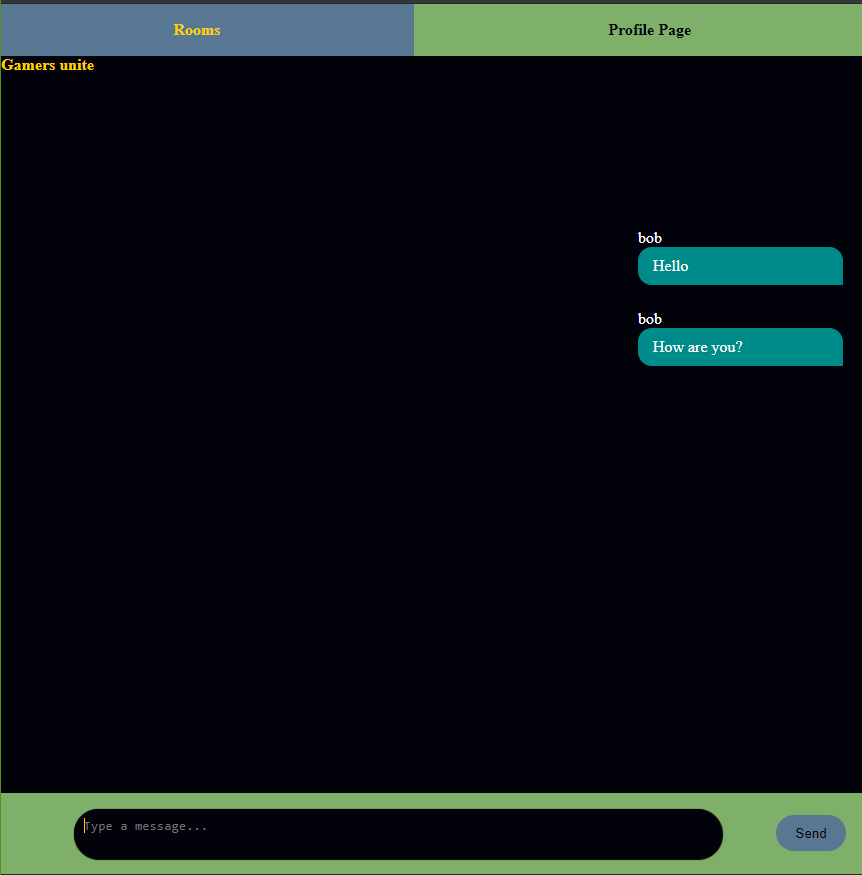 Rooms
Profile Page
Gamers unite
bob
Hello
bob
How are you?
Type a message...
Send